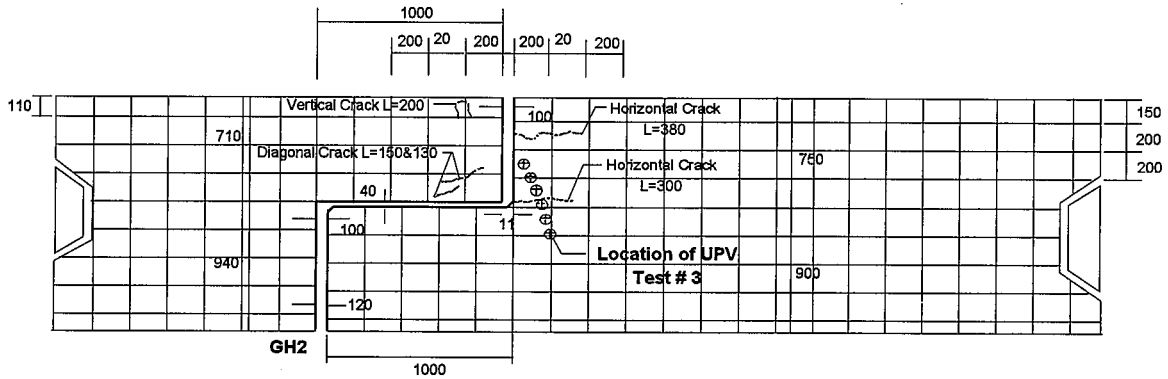 1000
200 20 200 200 20 200
110
Vertical Crack L=200
100
Horizontal Crack
L=380
150
710
200
Diagonal Crack L=150&130
750
Horizontal Crack
200
40
L=300
11
100
Location of UPV
940
900
Test # 3
120
GH2
1000